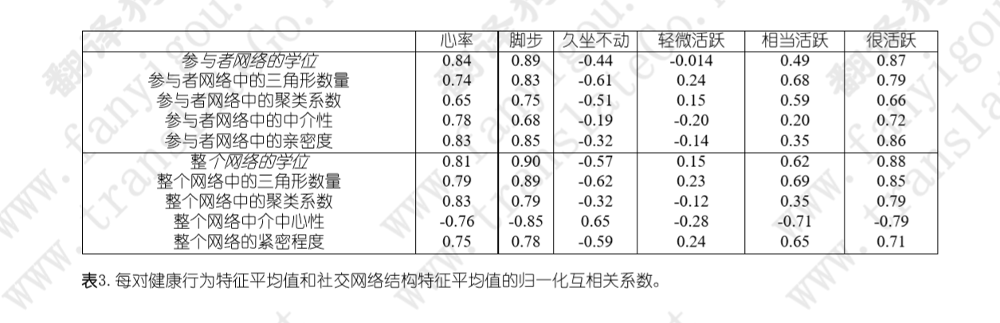 心率 脚步 久坐不动 轻微活跃 相当活跃 很活跃
参与者网络的学位 0.84 0.89 -0.44 -0.014 0.49 0.87
参与者网络中的三角形数量 0.74 0.83 -0.61 0.24 0.68 0.79
参与者网络中的聚类系数 0.65 0.75 -0.51 0.15 0.59 0.66
参与者网络中的中介性 0.78 0.68 -0.19 -0.20 0.20 0.72
参与者网络中的亲密度 0.83 0.85 -0.32 -0.14 0.35 0.86
整个网络的学位 0.81 0.90 -0.57 0.15 0.62 0.88
整个网络中的三角形数量 0.79 0.89 -0.62 0.23 0.69 0.85
整个网络中的聚类系数 0.83 0.79 -0.32 -0.12 0.35 0.79
整个网络中介中心性 -0.76 -0.85 0.65 -0.28 -0.71 -0.79
整个网络的紧密程度 0.75 0.78 -0.59 0.24 0.65 0.71
表3. 每对健康行为特征平均值和社交网络结构特征平均值的归一化互相关系数。